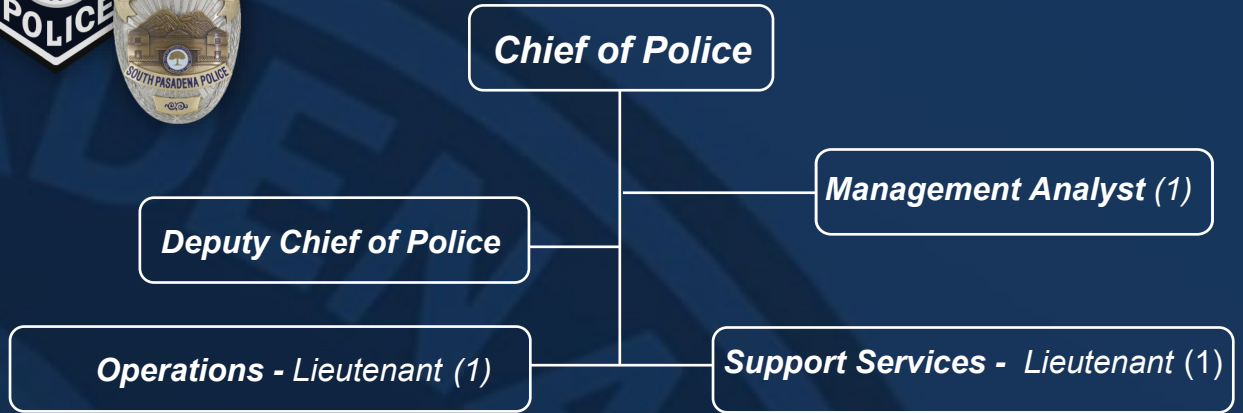 POLICE
SOUTH PASADENA POLICE
Chief of Police
Management Analyst (1)
Deputy Chief of Police
Operations - Lieutenant (1)
Support Services - Lieutenant (1)